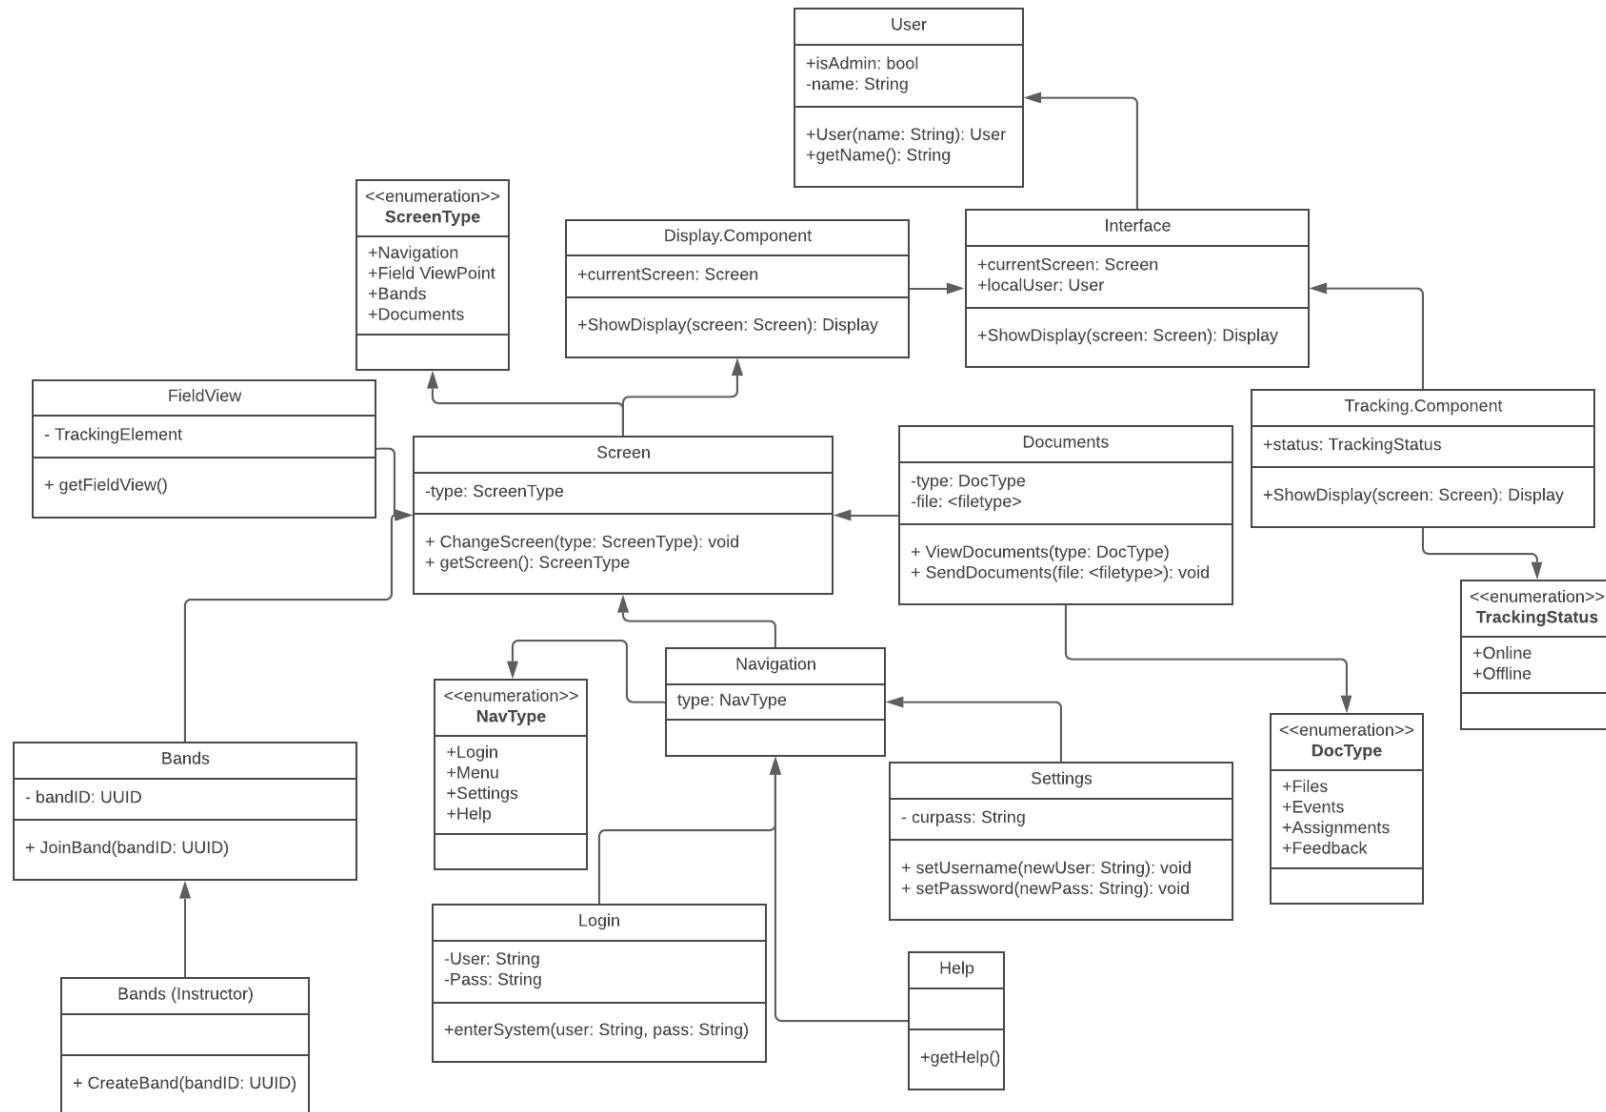 User
+isAdmin: bool
-name: String
+User(name: String): User
+getName(): String
<<enumeration>>
ScreenType
+Navigation
+Field ViewPoint
+Bands
+Documents
Display.Component
+currentScreen: Screen
+ShowDisplay(screen: Screen): Display
Interface
+currentScreen: Screen
+localUser: User
+ShowDisplay(screen: Screen): Display
FieldView
- TrackingElement
+ getFieldView()
Screen
-type: ScreenType
+ ChangeScreen(type: ScreenType): void
+ getScreen(): ScreenType
Documents
-type: DocType
-file: <filetype>
+ ViewDocuments(type: DocType)
+ SendDocuments(file: <filetype>): void
Tracking.Component
+status: TrackingStatus
+ShowDisplay(screen: Screen): Display
<<enumeration>>
TrackingStatus
+Online
+Offline
Navigation
type: NavType
<<enumeration>>
NavType
+Login
+Menu
+Settings
+Help
<<enumeration>>
DocType
+Files
+Events
+Assignments
+Feedback
Bands
- bandID: UUID
+ JoinBand(bandID: UUID)
Settings
- curpass: String
+ setUsername(newUser: String): void
+ setPassword(newPass: String): void
Login
-User: String
-Pass: String
+enterSystem(user: String, pass: String)
Help
+getHelp()
Bands (Instructor)
+ CreateBand(bandID: UUID)